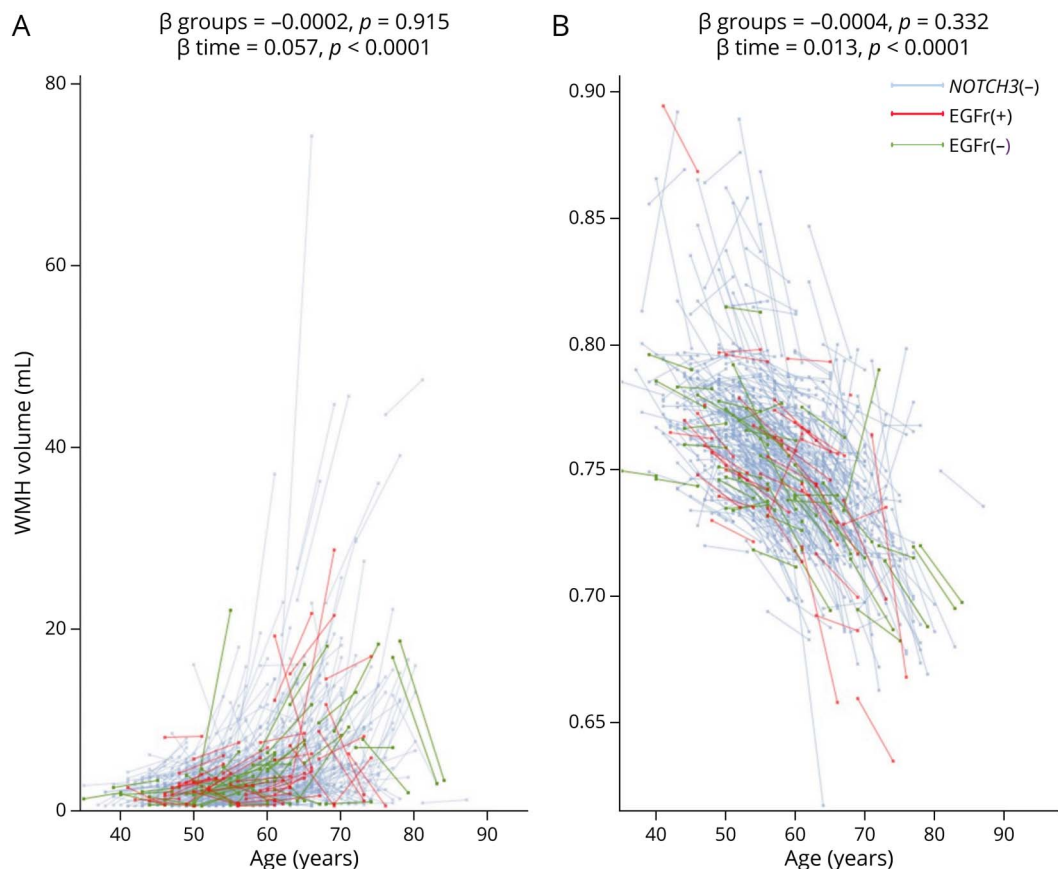 A
β groups = –0.0002, p = 0.915
β time = 0.057, p < 0.0001
WMH volume (mL)
80
60
40
20
0
40 50 60 70 80 90
Age (years)
B
β groups = –0.0004, p = 0.332
β time = 0.013, p < 0.0001
NOTCH3(–)
EGFr(+)
EGFr(–)
0.90
0.85
0.80
0.75
0.70
0.65
40 50 60 70 80 90
Age (years)